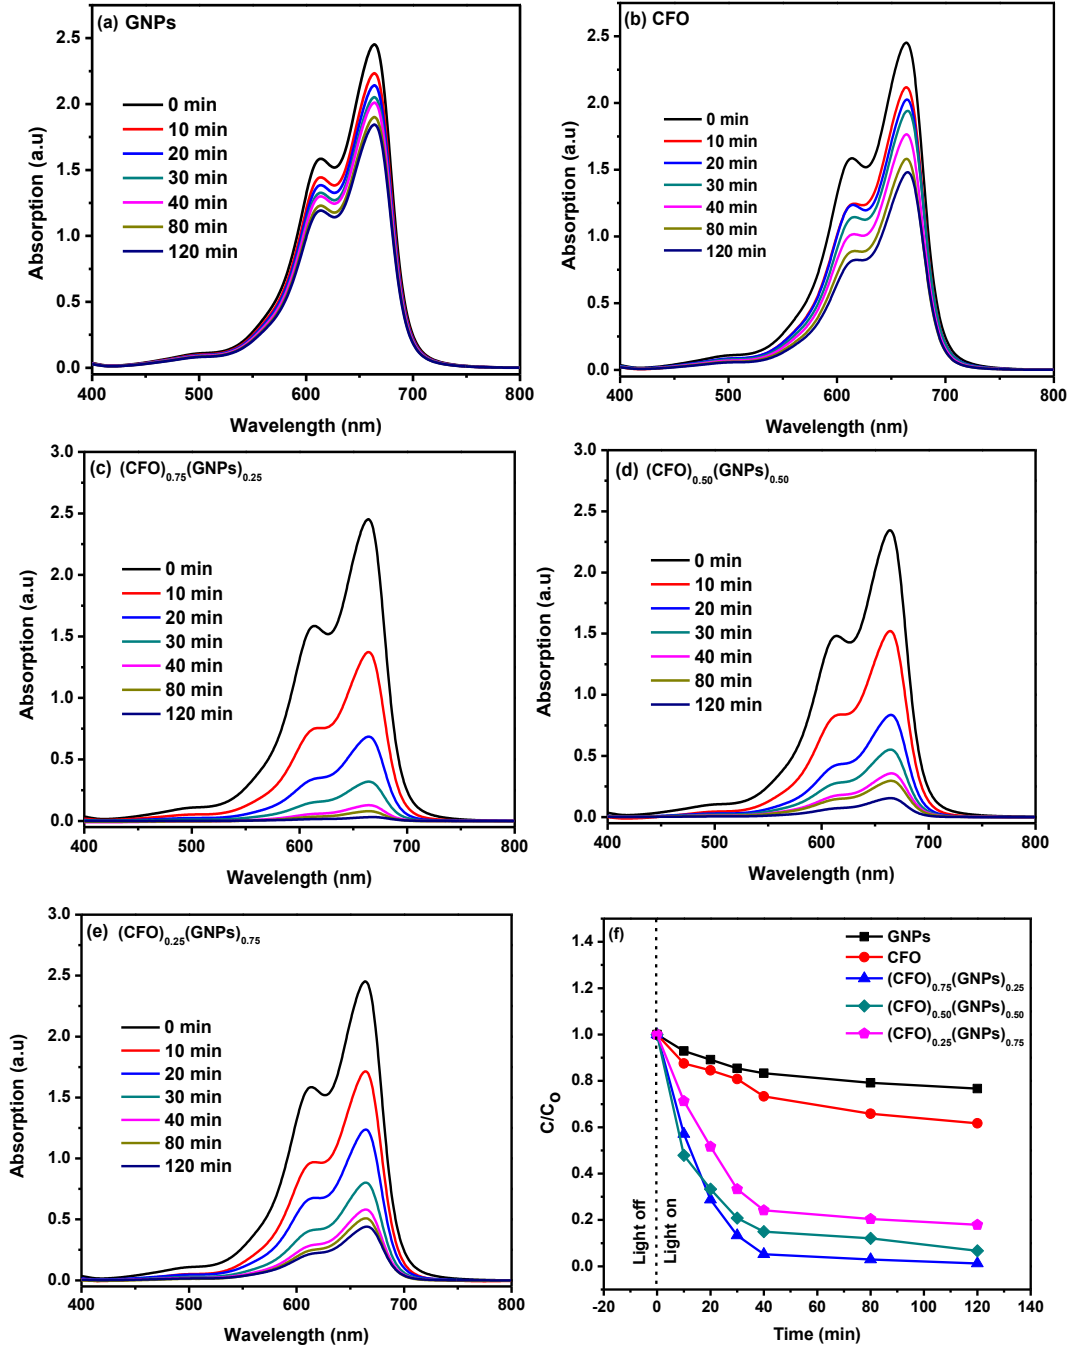 (a) GNPs
0 min
10 min
20 min
30 min
40 min
80 min
120 min
2.5
2.0
1.5
1.0
0.5
0.0
400 500 600 700 800
Absorption (a.u)
Wavelength (nm)
(b) CFO
0 min
10 min
20 min
30 min
40 min
80 min
120 min
2.5
2.0
1.5
1.0
0.5
0.0
400 500 600 700 800
Absorption (a.u)
Wavelength (nm)
(c) (CFO)0.75(GNPs)0.25
0 min
10 min
20 min
30 min
40 min
80 min
120 min
3.0
2.5
2.0
1.5
1.0
0.5
0.0
400 500 600 700 800
Absorption (a.u)
Wavelength (nm)
(d) (CFO)0.50(GNPs)0.50
0 min
10 min
20 min
30 min
40 min
80 min
120 min
3.0
2.5
2.0
1.5
1.0
0.5
0.0
400 500 600 700 800
Absorption (a.u)
Wavelength (nm)
(e) (CFO)0.25(GNPs)0.75
0 min
10 min
20 min
30 min
40 min
80 min
120 min
3.0
2.5
2.0
1.5
1.0
0.5
0.0
400 500 600 700 800
Absorption (a.u)
Wavelength (nm)
(f)
GNPs
CFO
(CFO)0.75(GNPs)0.25
(CFO)0.50(GNPs)0.50
(CFO)0.25(GNPs)0.75
1.4
1.2
1.0
0.8
0.6
0.4
0.2
0.0
-20 0 20 40 60 80 100 120 140
C/CO
Light off
Light on
Time (min)